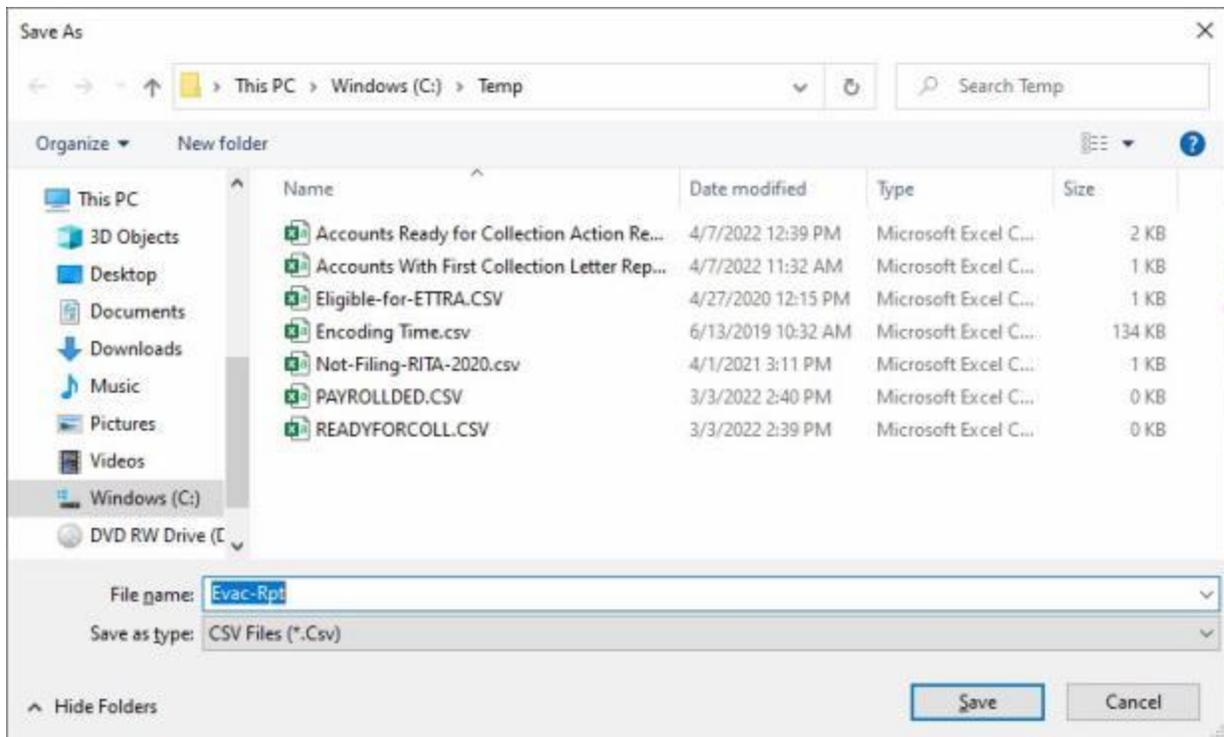 Save As
This PC > Windows (C:) > Temp
Search Temp
Organize
New folder
This PC
3D Objects
Desktop
Documents
Downloads
Music
Pictures
Videos
Windows (C:)
DVD RW Drive (D
Name Date modified Type Size
Accounts Ready for Collection Action Re... 4/7/2022 12:39 PM Microsoft Excel C... 2 KB
Accounts With First Collection Letter Rep... 4/7/2022 11:32 AM Microsoft Excel C... 1 KB
Eligible-for-ETTRA.CSV 4/27/2020 12:15 PM Microsoft Excel C... 1 KB
Encoding Time.csv 6/13/2019 10:32 AM Microsoft Excel C... 134 KB
Not-Filing-RITA-2020.csv 4/1/2021 3:11 PM Microsoft Excel C... 1 KB
PAYROLLDED.CSV 3/3/2022 2:40 PM Microsoft Excel C... 0 KB
READYFORCOLL.CSV 3/3/2022 2:39 PM Microsoft Excel C... 0 KB
File name: Evac-Rpt
Save as type: CSV Files (*.Csv)
Hide Folders
Save
Cancel